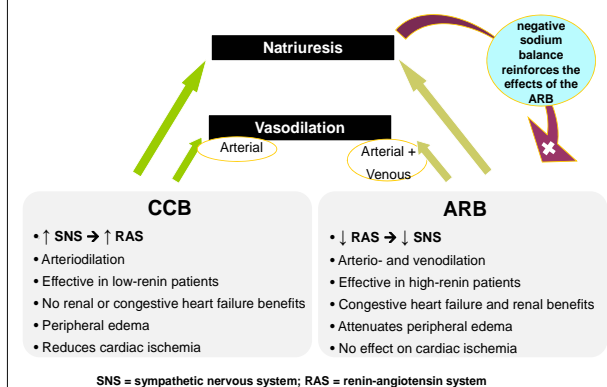 Natriuresis
negative
sodium
balance
reinforces the
effects of the
ARB
Vasodilation
Arterial
Arterial +
Venous
CCB
• ↑ SNS → ↑ RAS
• Arteriodilation
• Effective in low-renin patients
• No renal or congestive heart failure benefits
• Peripheral edema
• Reduces cardiac ischemia
ARB
• ↓ RAS → ↓ SNS
• Arterio- and venodilation
• Effective in high-renin patients
• Congestive heart failure and renal benefits
• Attenuates peripheral edema
• No effect on cardiac ischemia
SNS = sympathetic nervous system; RAS = renin-angiotensin system